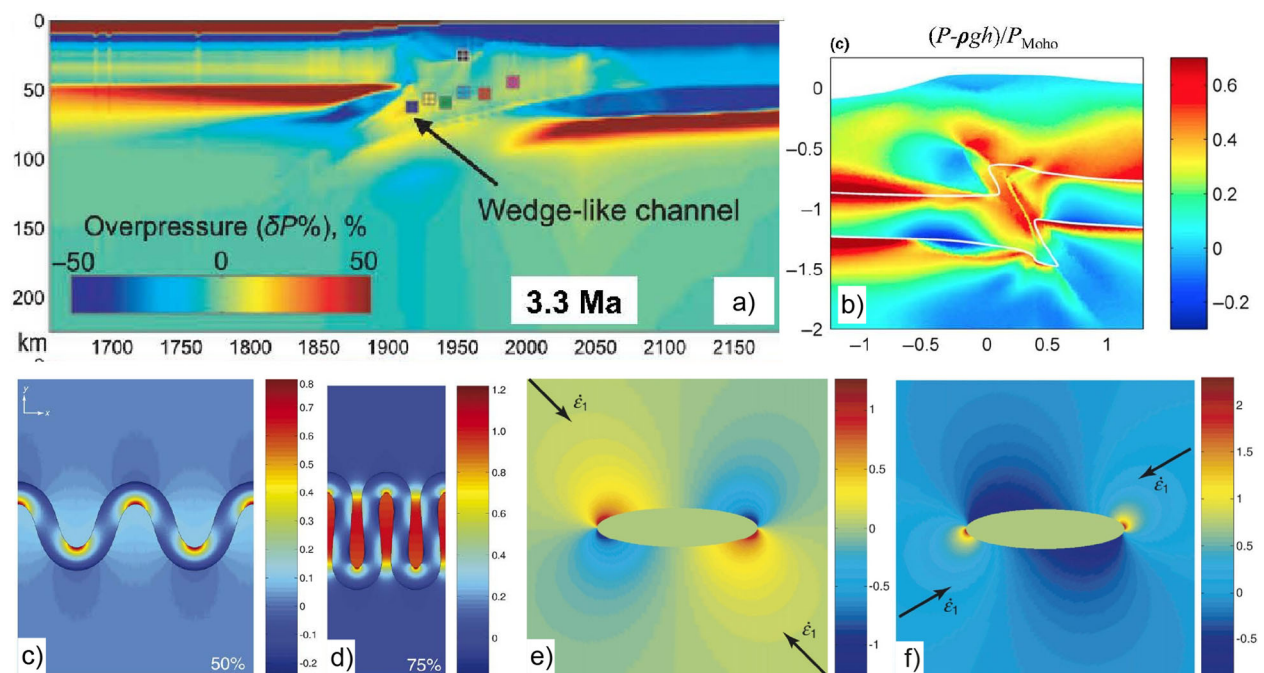 0
50
100
150
200
km
1700 1750 1800 1850 1900 1950 2000 2050 2100 2150
Wedge-like channel
Overpressure (δP%), %
−50 0 50
3.3 Ma
a)
(c)
(P-ρgh)/P_Moho
0
−0.5
−1
−1.5
−2
−1 −0.5 0 0.5 1
b)
0.6
0.4
0.2
0
−0.2
y
x
c)
50%
0.8
0.7
0.6
0.5
0.4
0.3
0.2
0.1
0
-0.1
-0.2
d)
75%
1.2
1
0.8
0.6
0.4
0.2
0
ε̇₁
ε̇₁
e)
1
0.5
0
-0.5
-1
ε̇₁
ε̇₁
f)
2
1.5
1
0.5
0
-0.5